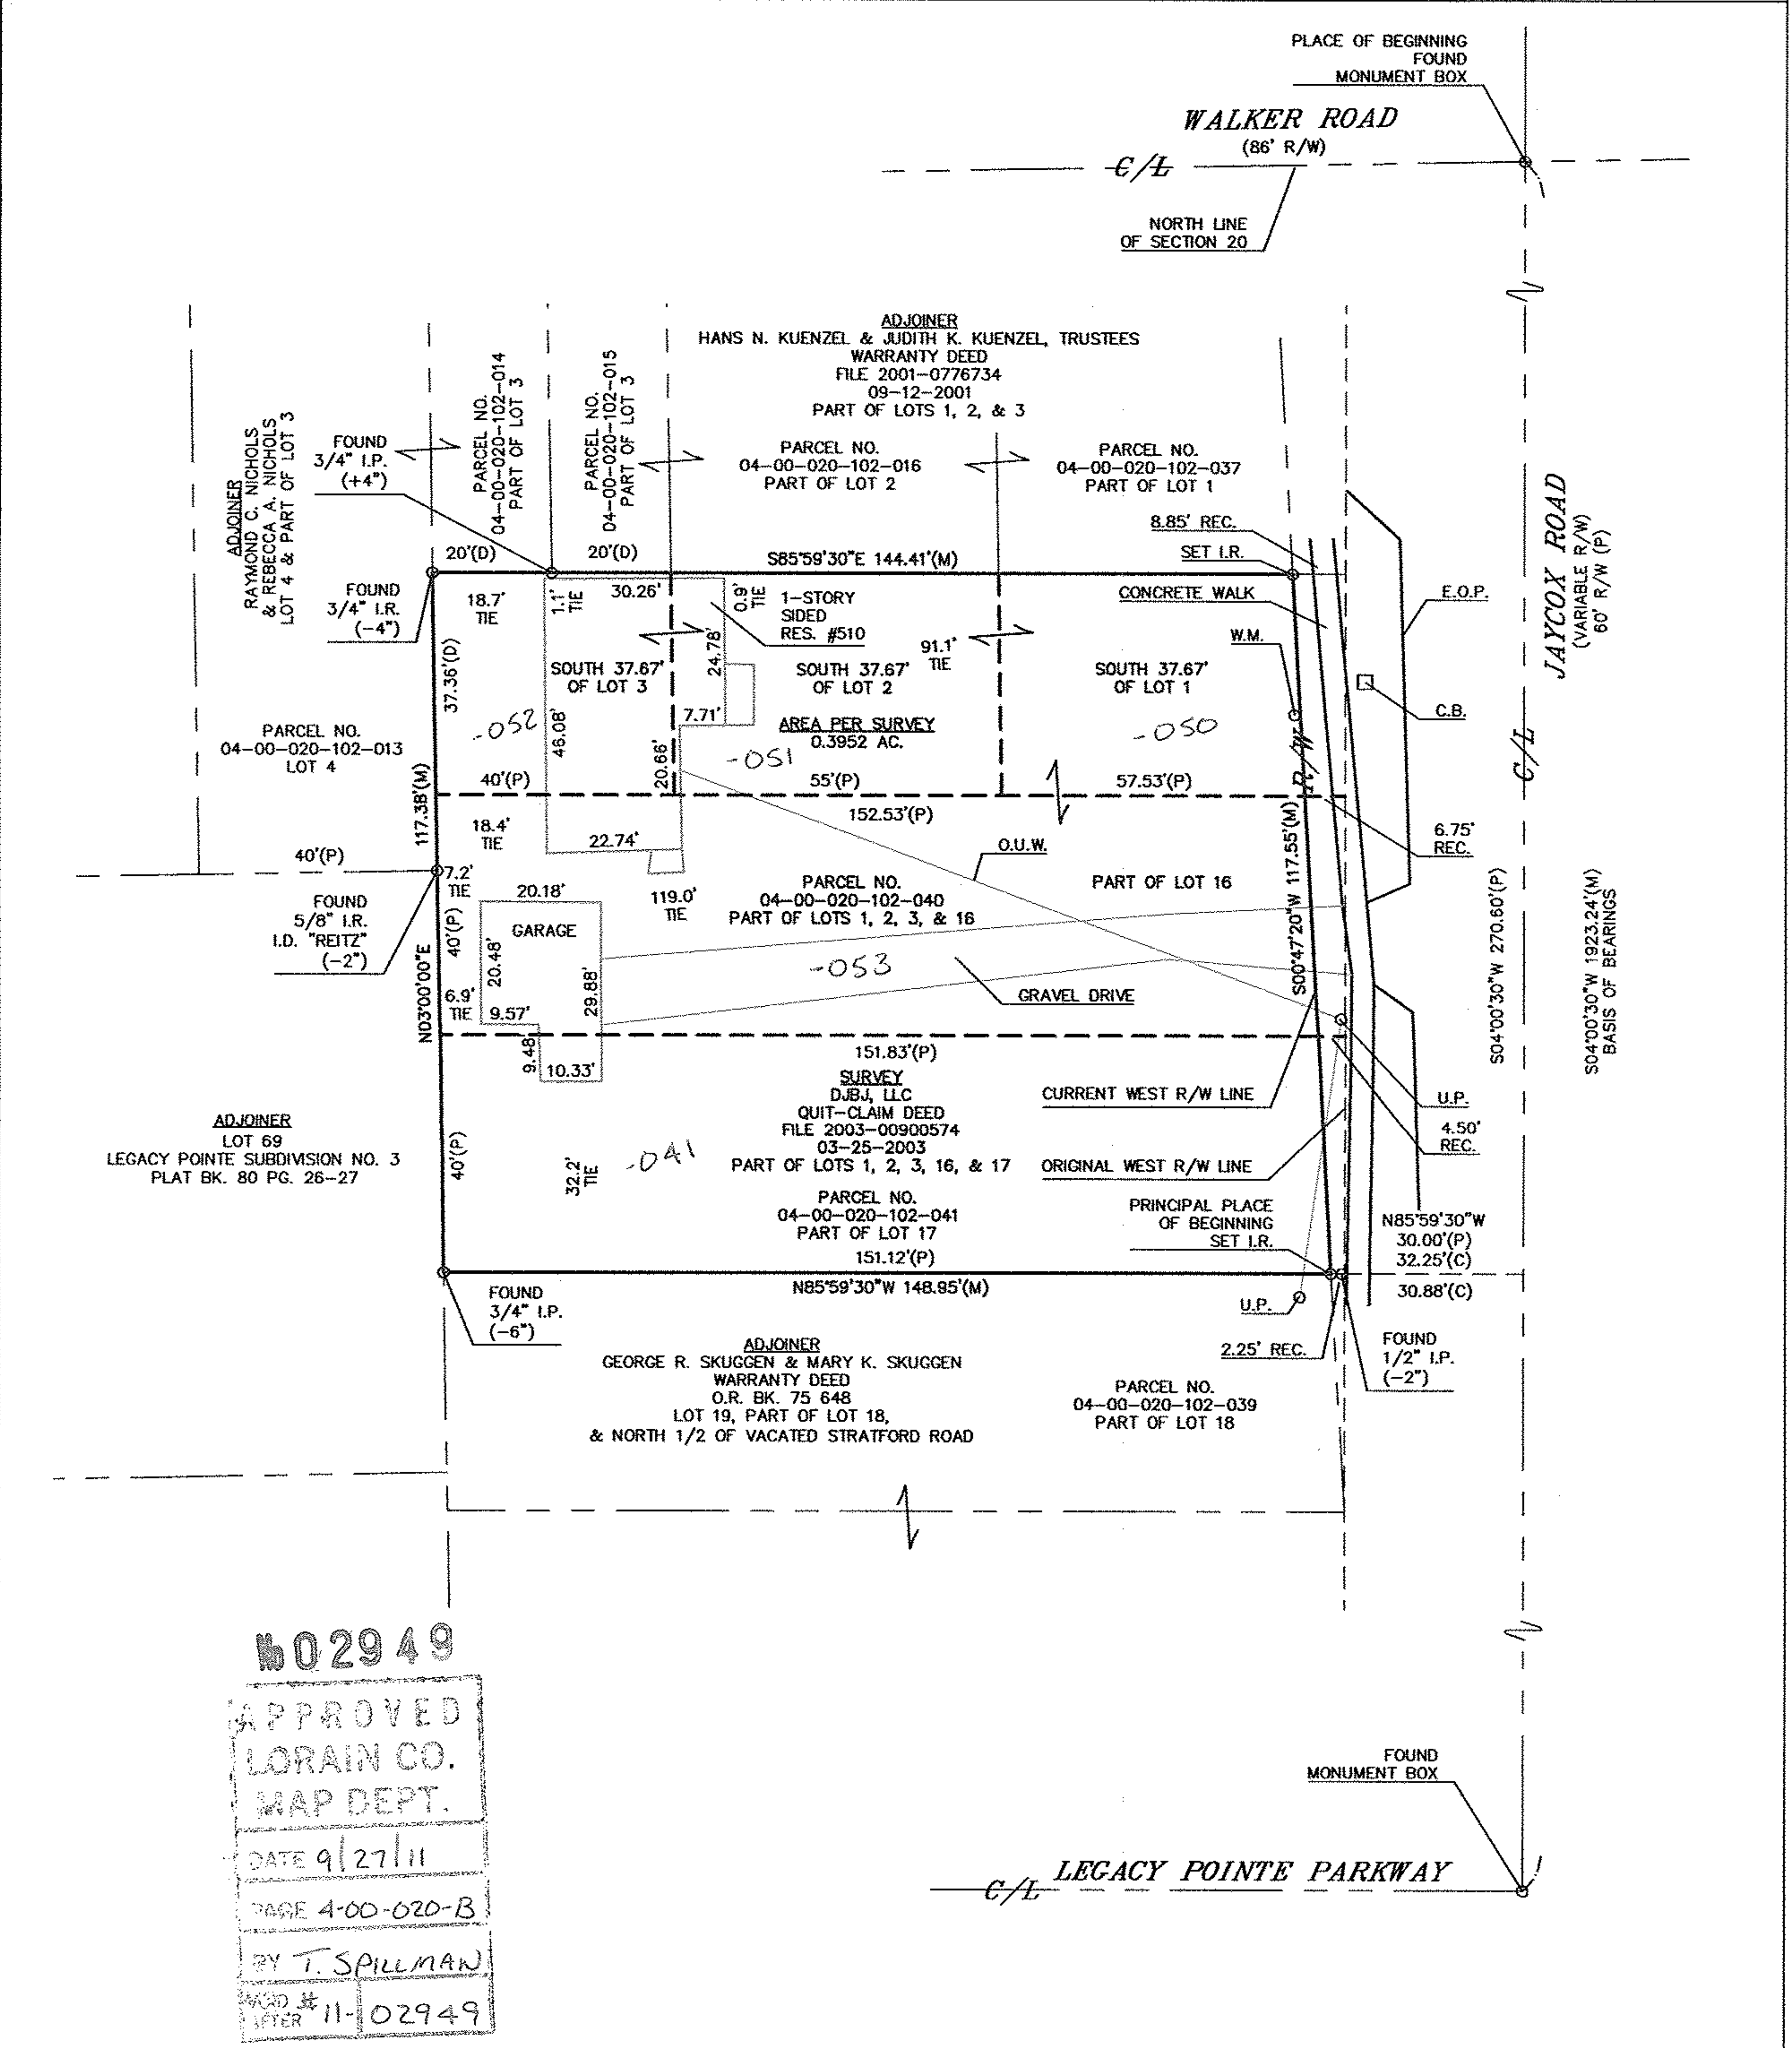 PLACE OF BEGINNING
FOUND
MONUMENT BOX
WALKER ROAD
(86' R/W)
C/L
NORTH LINE
OF SECTION 20
ADJOINER
HANS N. KUENZEL & JUDITH K. KUENZEL, TRUSTEES
WARRANTY DEED
FILE 2001-0776734
09-12-2001
PART OF LOTS 1, 2, & 3
ADJOINER
RAYMOND C. NICHOLS
& REBECCA A. NICHOLS
LOT 4 & PART OF LOT 3
FOUND
3/4" I.P.
(+4")
PARCEL NO.
04-00-020-102-014
PART OF LOT 3
PARCEL NO.
04-00-020-102-015
PART OF LOT 3
PARCEL NO.
04-00-020-102-016
PART OF LOT 2
PARCEL NO.
04-00-020-102-037
PART OF LOT 1
8.85' REC.
SET I.R.
CONCRETE WALK
W.M.
E.O.P.
C.B.
JAYCOX ROAD
(VARIABLE R/W)
60' R/W (P)
C/L
20'(D)
20'(D)
S85°59'30"E 144.41'(M)
FOUND
3/4" I.R.
(-4")
18.7'
TIE
1.1'
TIE
30.26'
0.9'
TIE
1-STORY
SIDED
RES. #510
24.78'
91.1'
TIE
37.36'(D)
SOUTH 37.67'
OF LOT 3
SOUTH 37.67'
OF LOT 2
SOUTH 37.67'
OF LOT 1
-052
46.08'
7.71'
AREA PER SURVEY
0.3952 AC.
-050
R/W
PARCEL NO.
04-00-020-102-013
LOT 4
20.66'
-051
117.38'(M)
40'(P)
55'(P)
57.53'(P)
152.53'(P)
18.4'
TIE
22.74'
O.U.W.
S00°47'20"W 117.55'(M)
6.75'
REC.
40'(P)
7.2'
TIE
20.18'
119.0'
TIE
PARCEL NO.
04-00-020-102-040
PART OF LOTS 1, 2, 3, & 16
PART OF LOT 16
FOUND
5/8" I.R.
I.D. "REITZ"
(-2")
40'(P)
GARAGE
20.48'
29.88'
-053
GRAVEL DRIVE
N03°00'00"E
6.9'
TIE
9.57'
9.48'
10.33'
151.83'(P)
S04°00'30"W 270.60'(P)
S04°00'30"W 1923.24'(M)
BASIS OF BEARINGS
SURVEY
DJBJ, LLC
QUIT-CLAIM DEED
FILE 2003-00900574
03-25-2003
PART OF LOTS 1, 2, 3, 16, & 17
CURRENT WEST R/W LINE
U.P.
4.50'
REC.
ADJOINER
LOT 69
LEGACY POINTE SUBDIVISION NO. 3
PLAT BK. 80 PG. 26-27
40'(P)
32.2'
TIE
-041
ORIGINAL WEST R/W LINE
PARCEL NO.
04-00-020-102-041
PART OF LOT 17
PRINCIPAL PLACE
OF BEGINNING
SET I.R.
N85°59'30"W
30.00'(P)
32.25'(C)
30.88'(C)
151.12'(P)
N85°59'30"W 148.95'(M)
FOUND
3/4" I.P.
(-6")
U.P.
2.25' REC.
FOUND
1/2" I.P.
(-2")
ADJOINER
GEORGE R. SKUGGEN & MARY K. SKUGGEN
WARRANTY DEED
O.R. BK. 75 648
LOT 19, PART OF LOT 18,
& NORTH 1/2 OF VACATED STRATFORD ROAD
PARCEL NO.
04-00-020-102-039
PART OF LOT 18
No 02949
APPROVED
LORAIN CO.
MAP DEPT.
DATE 9/27/11
PAGE 4-00-020-B
BY T. SPILLMAN
# 11-02949
FOUND
MONUMENT BOX
C/L LEGACY POINTE PARKWAY